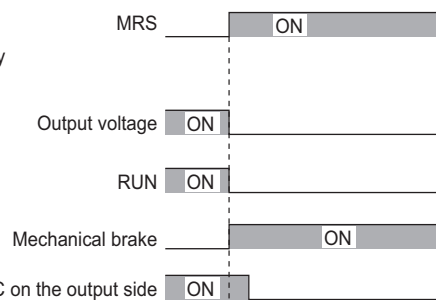 MRS ON
y
Output voltage ON
RUN ON
Mechanical brake ON
C on the output side ON